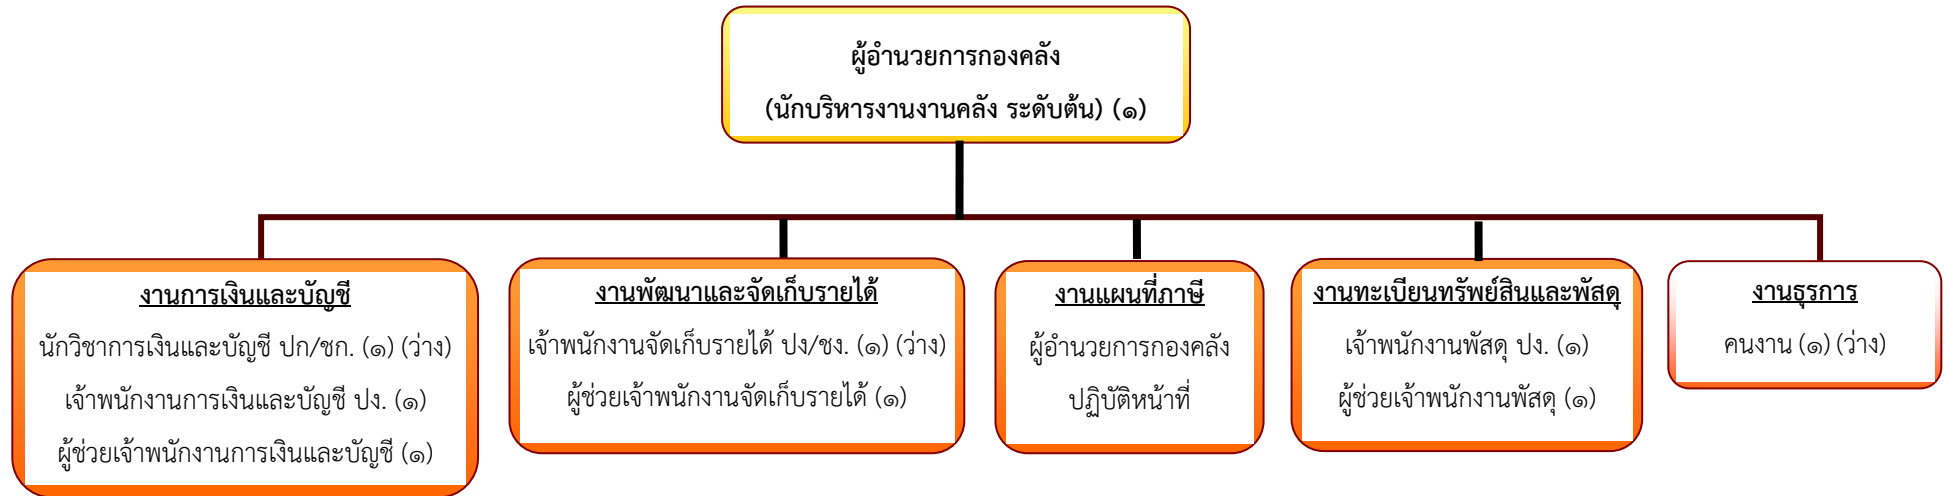 ผู้อำนวยการกองคลัง
(นักบริหารงานงานคลัง ระดับต้น) (๑)
งานการเงินและบัญชี
นักวิชาการเงินและบัญชี ปก/ชก. (๑) (ว่าง)
เจ้าพนักงานการเงินและบัญชี ปง. (๑)
ผู้ช่วยเจ้าพนักงานการเงินและบัญชี (๑)
งานพัฒนาและจัดเก็บรายได้
เจ้าพนักงานจัดเก็บรายได้ ปง/ชง. (๑) (ว่าง)
ผู้ช่วยเจ้าพนักงานจัดเก็บรายได้ (๑)
งานแผนที่ภาษี
ผู้อำนวยการกองคลัง
ปฏิบัติหน้าที่
งานทะเบียนทรัพย์สินและพัสดุ
เจ้าพนักงานพัสดุ ปง. (๑)
ผู้ช่วยเจ้าพนักงานพัสดุ (๑)
งานธุรการ
คนงาน (๑) (ว่าง)